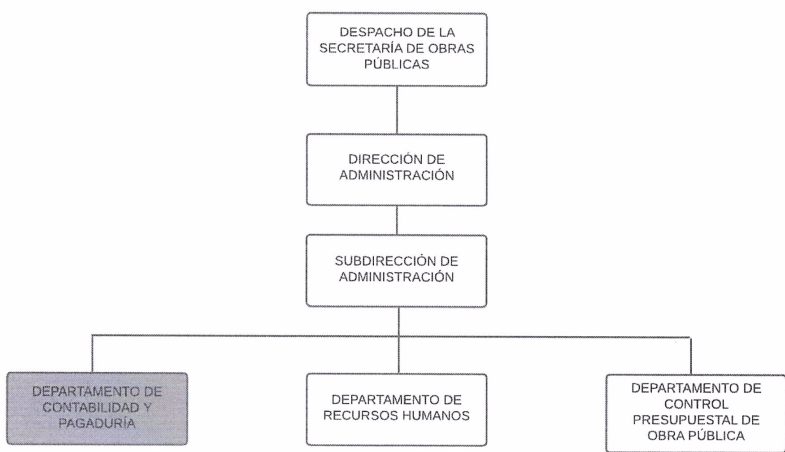 DESPACHO DE LA
SECRETARÍA DE OBRAS
PÚBLICAS
DIRECCIÓN DE
ADMINISTRACIÓN
SUBDIRECCIÓN DE
ADMINISTRACIÓN
DEPARTAMENTO DE
CONTABILIDAD Y
PAGADURÍA
DEPARTAMENTO DE
RECURSOS HUMANOS
DEPARTAMENTO DE
CONTROL
PRESUPUESTAL DE
OBRA PÚBLICA